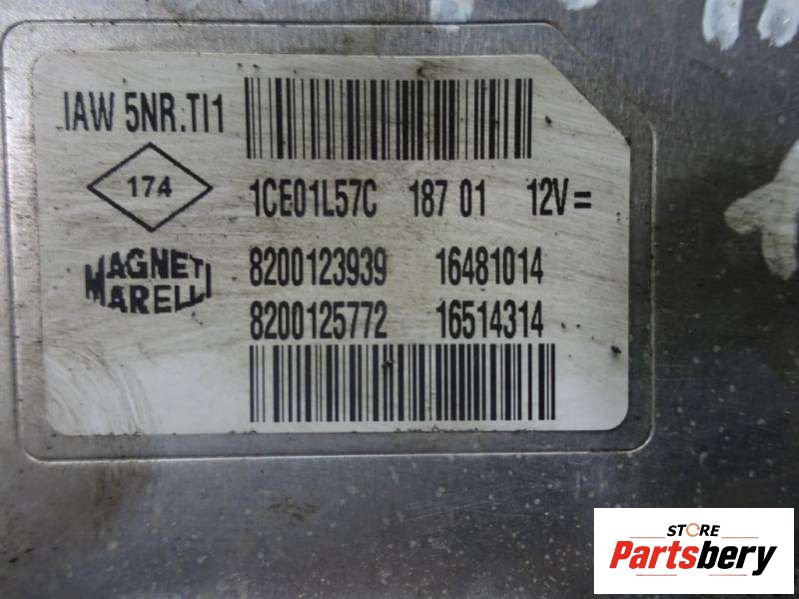 IAW 5NR.TI1
174
1CE01L57C 187 01 12V=
MAGNETI
MARELLI
8200123939 16481014
8200125772 16514314
STORE
Partsbery